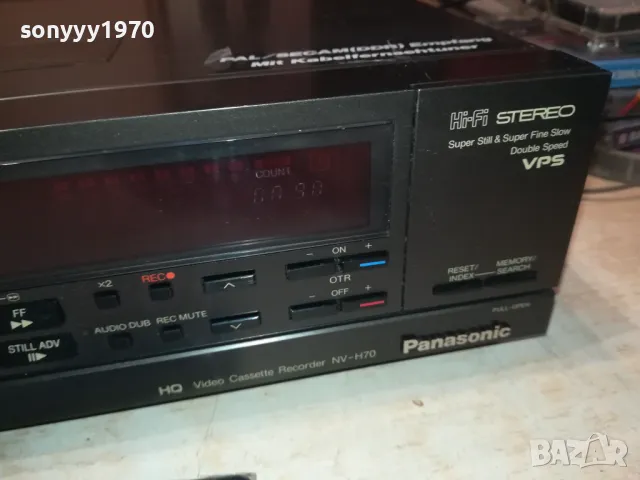 sonyyy1970
PAL/SECAM(DDR) Empfang
Mit Kabelfernsehtuner
Hi-Fi STEREO
Super Still & Super Fine Slow
Double Speed
VPS
COUNT
− ON +
OTR
− OFF +
×2
REC
FF
AUDIO DUB
REC MUTE
STILL ADV
RESET/
INDEX
MEMORY/
SEARCH
PULL-OPEN
Panasonic
HQ Video Cassette Recorder NV-H70
BAZAR.bg